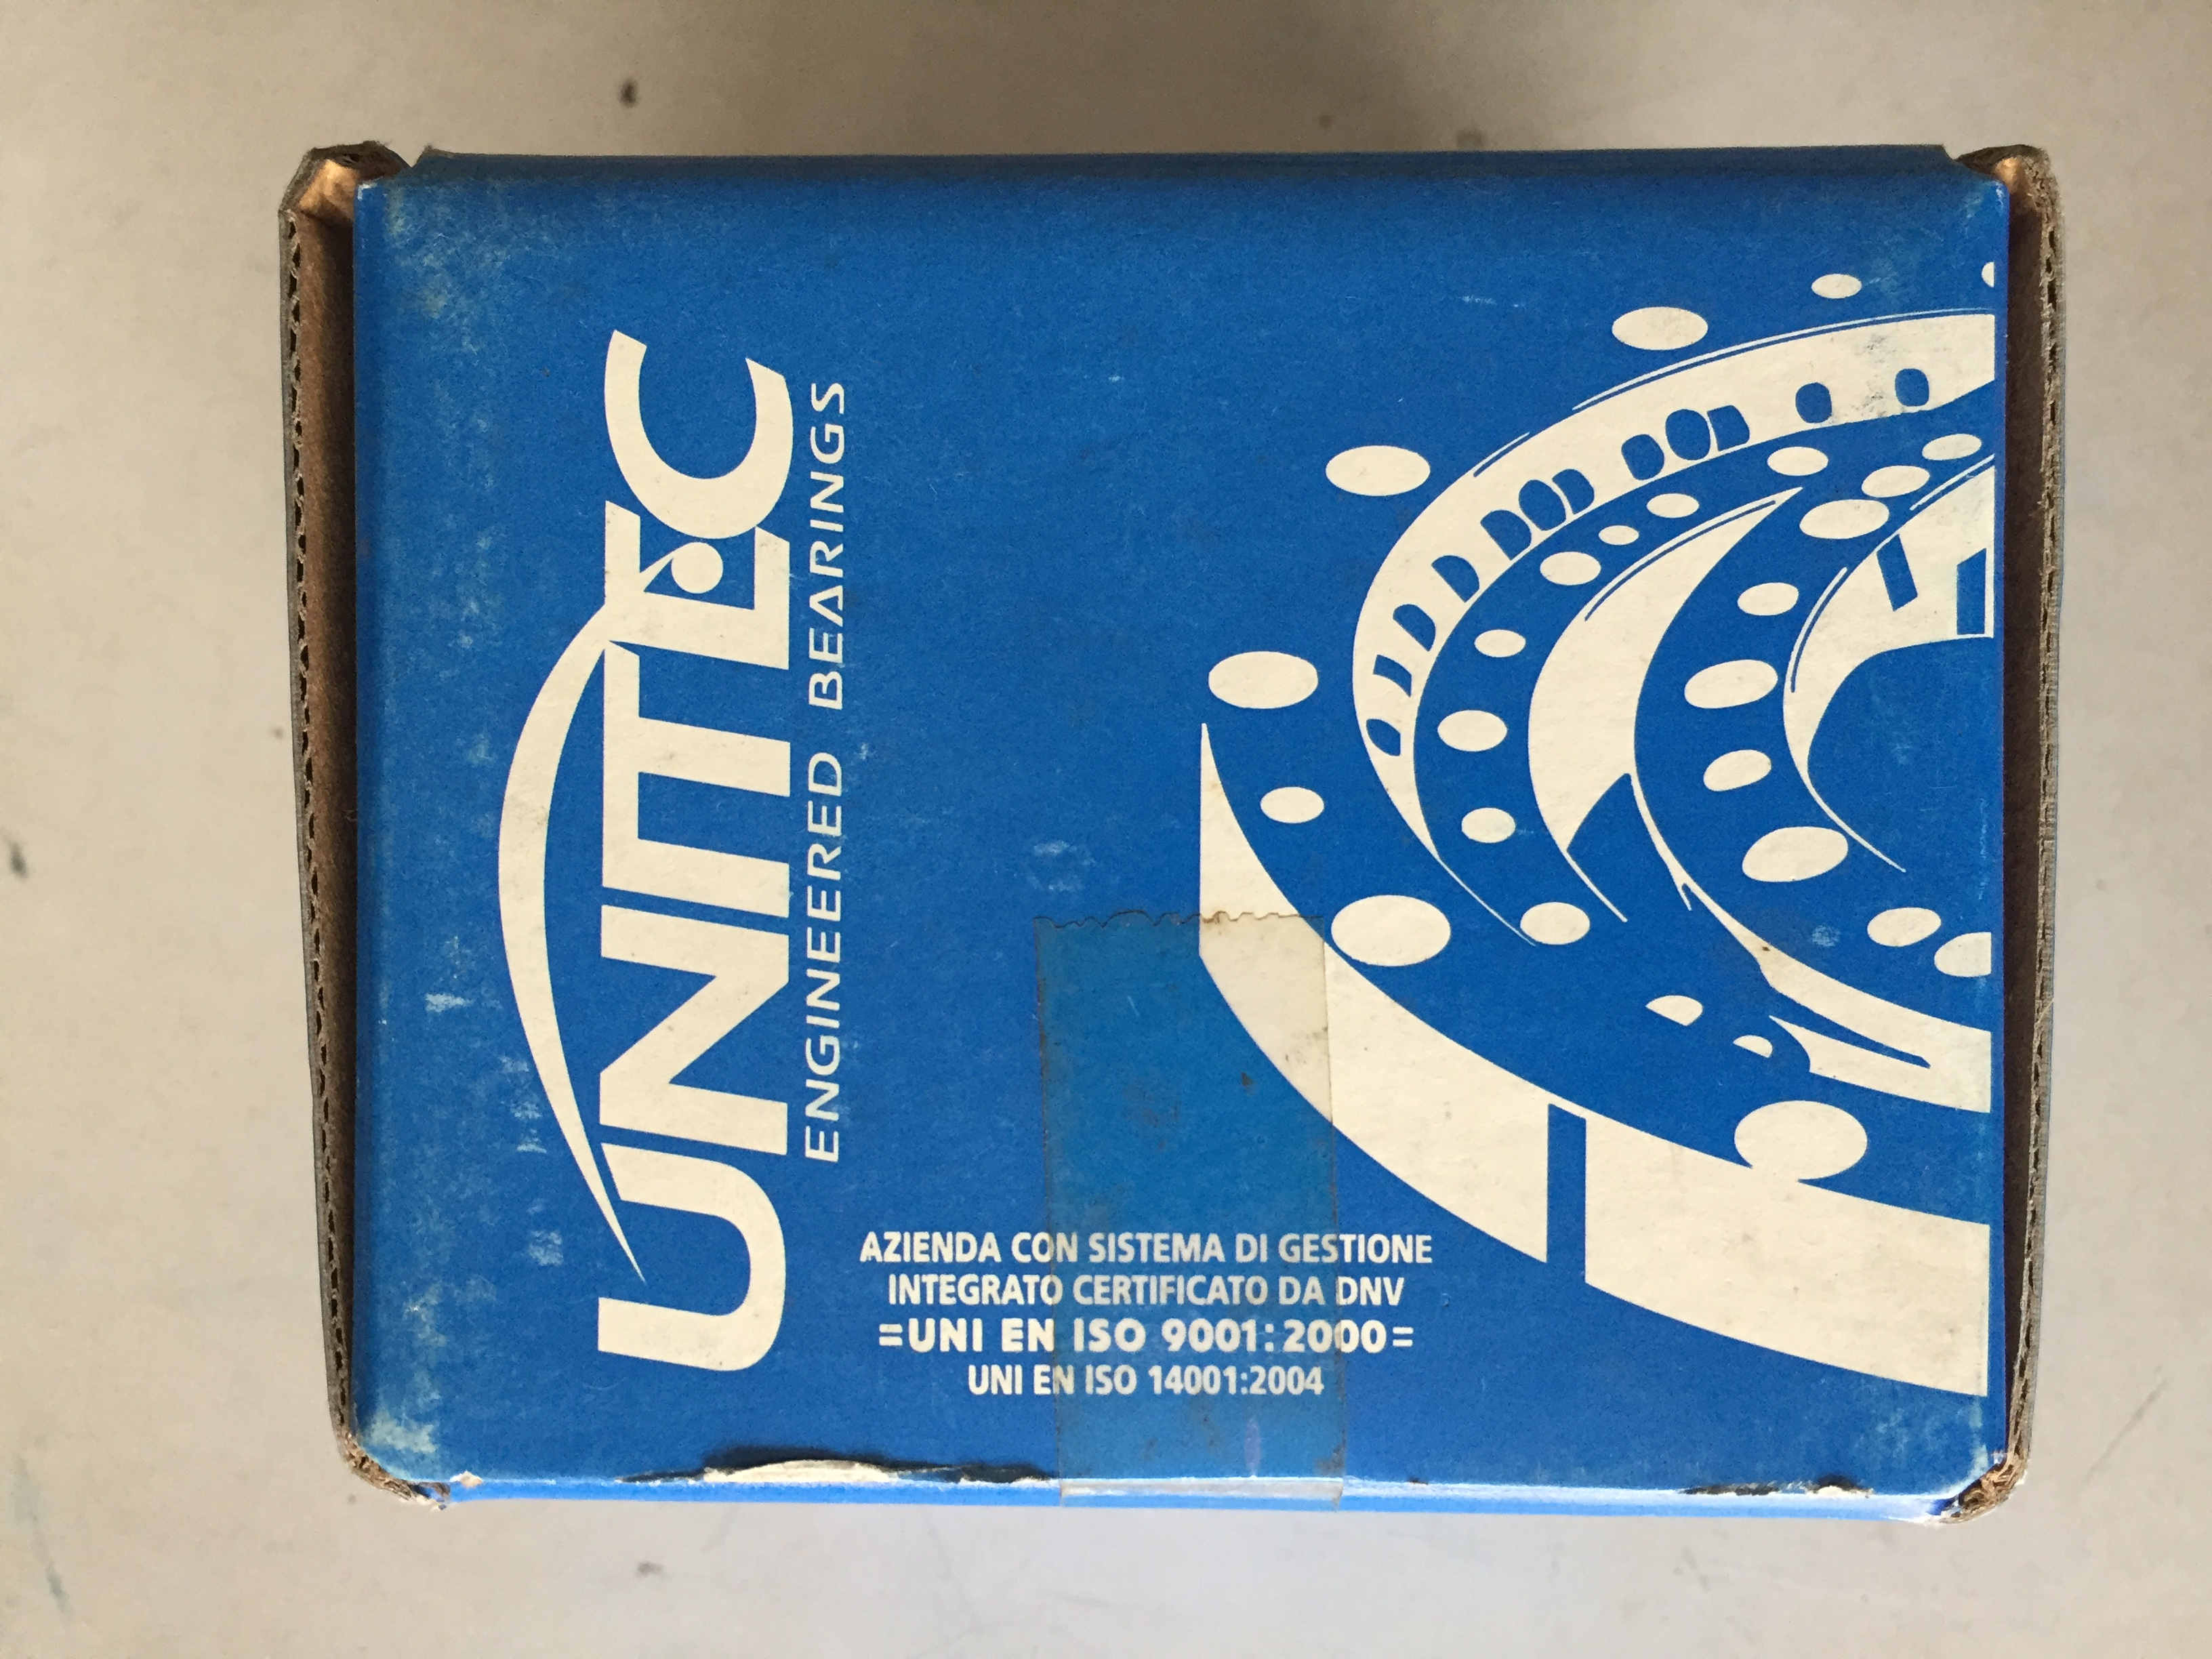 UNITEC
ENGINEERED BEARINGS
AZIENDA CON SISTEMA DI GESTIONE
INTEGRATO CERTIFICATO DA DNV
=UNI EN ISO 9001:2000=
UNI EN ISO 14001:2004